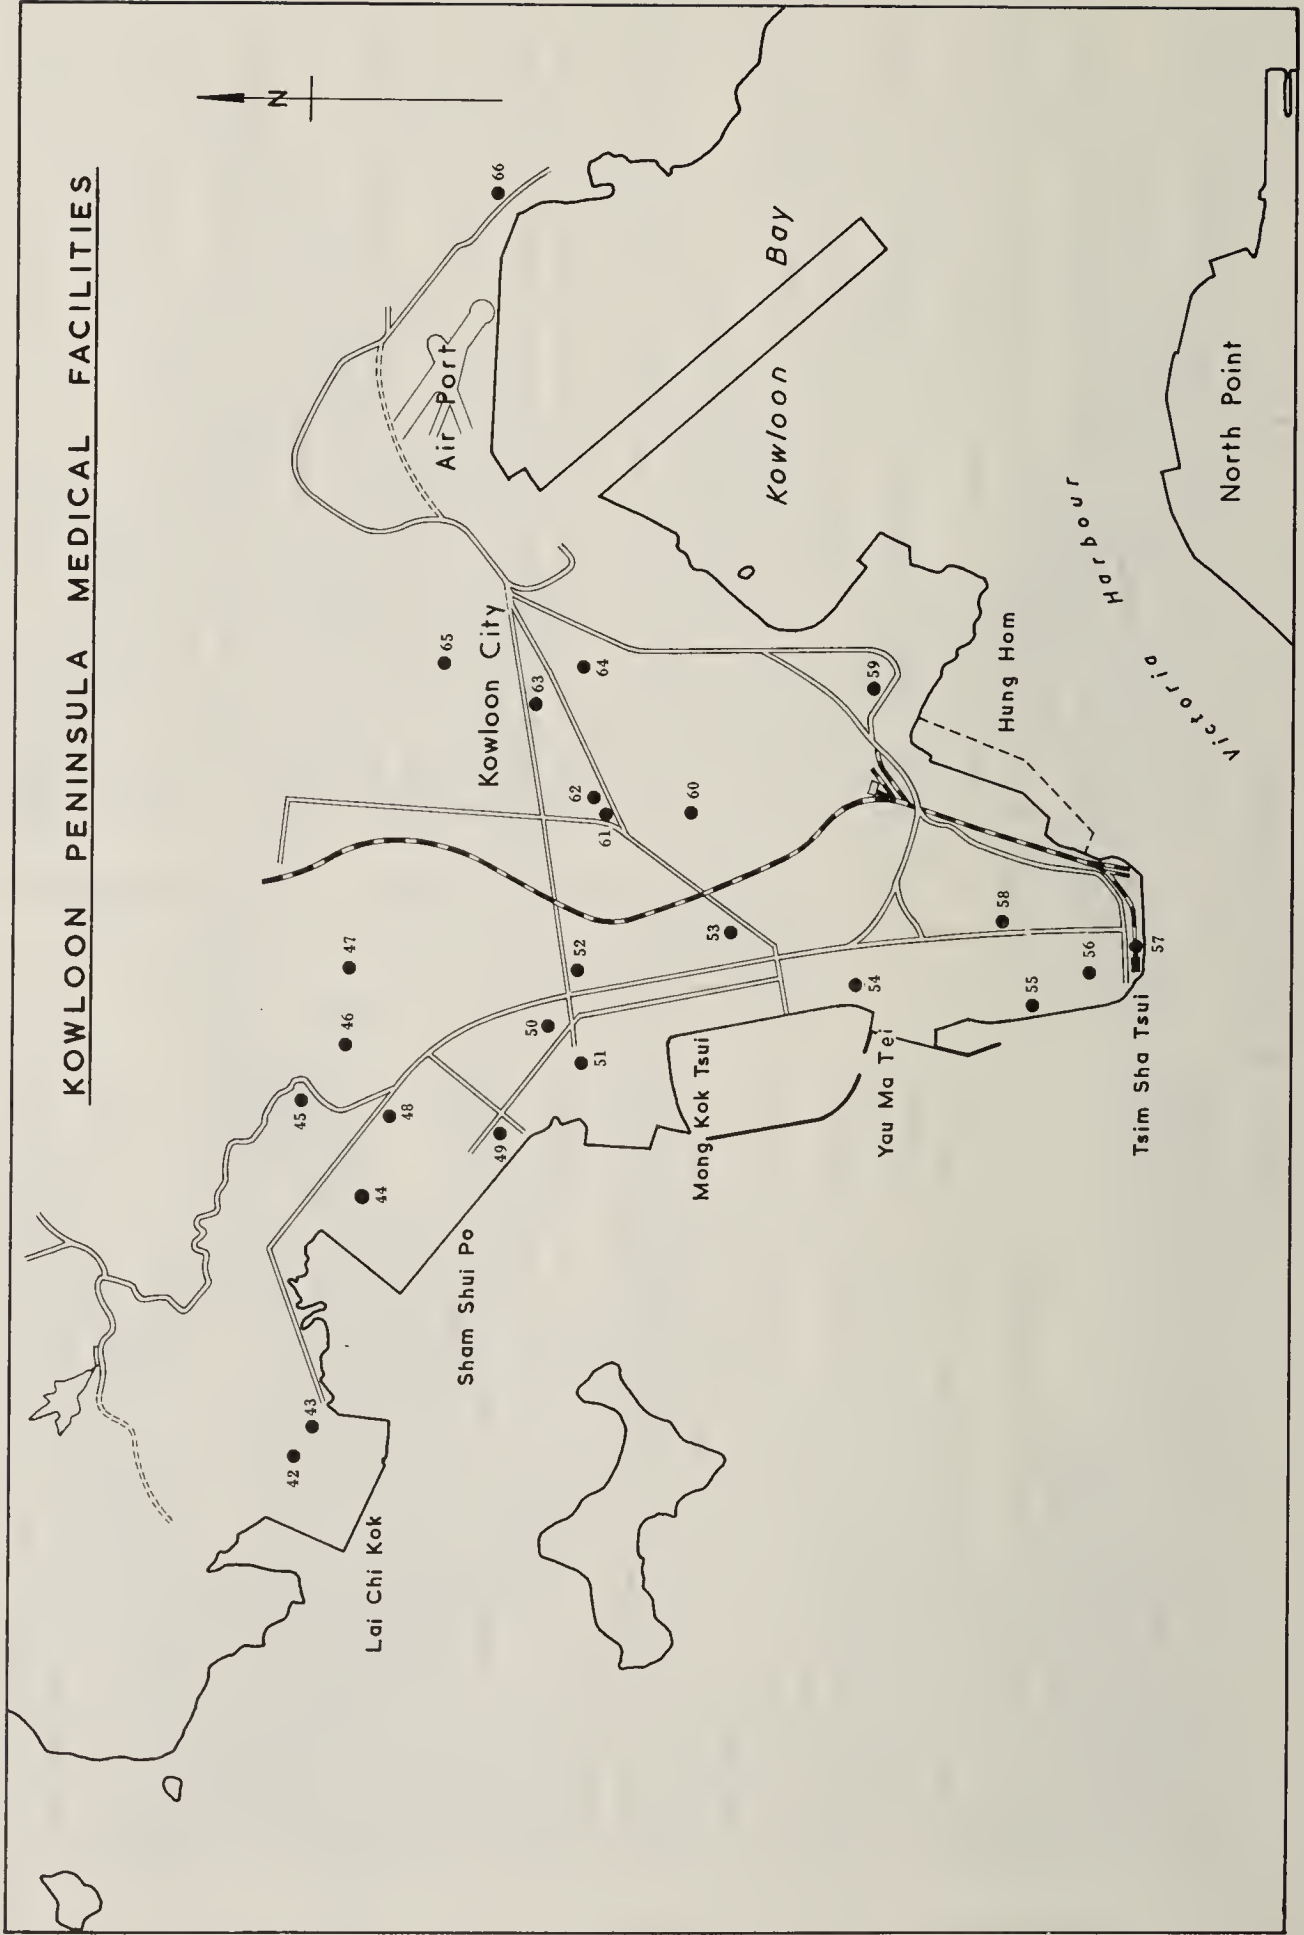 KOWLOON PENINSULA MEDICAL FACILITIES
N
42
43
44
45
46
47
48
49
50
51
52
53
54
55
56
57
58
59
60
61
62
63
64
65
66
Lai Chi Kok
Sham Shui Po
Mong Kok Tsui
Yau Ma Tei
Tsim Sha Tsui
Hung Hom
Kowloon City
Air Port
Kowloon Bay
Victoria Harbour
North Point